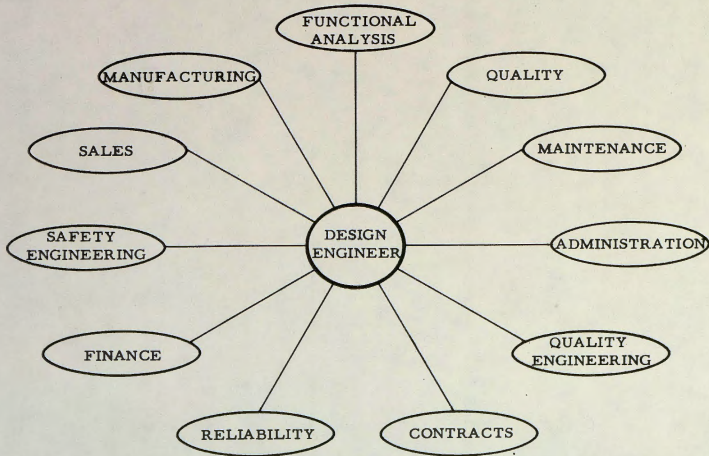 FUNCTIONAL
ANALYSIS
MANUFACTURING
QUALITY
SALES
MAINTENANCE
DESIGN
ENGINEER
SAFETY
ENGINEERING
ADMINISTRATION
FINANCE
QUALITY
ENGINEERING
RELIABILITY
CONTRACTS